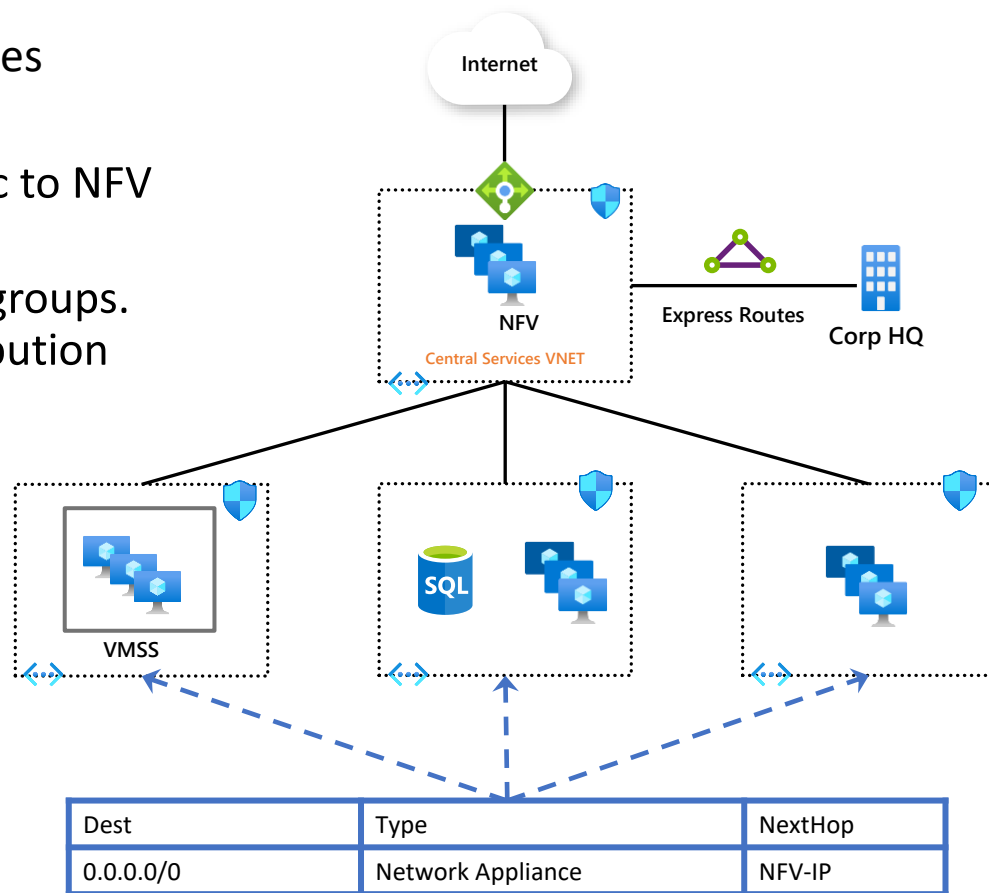 es
c to NFV
groups.
oution
Internet
NFV
Central Services VNET
Express Routes
Corp HQ
VMSS
SQL
Dest Type NextHop
0.0.0.0/0 Network Appliance NFV-IP